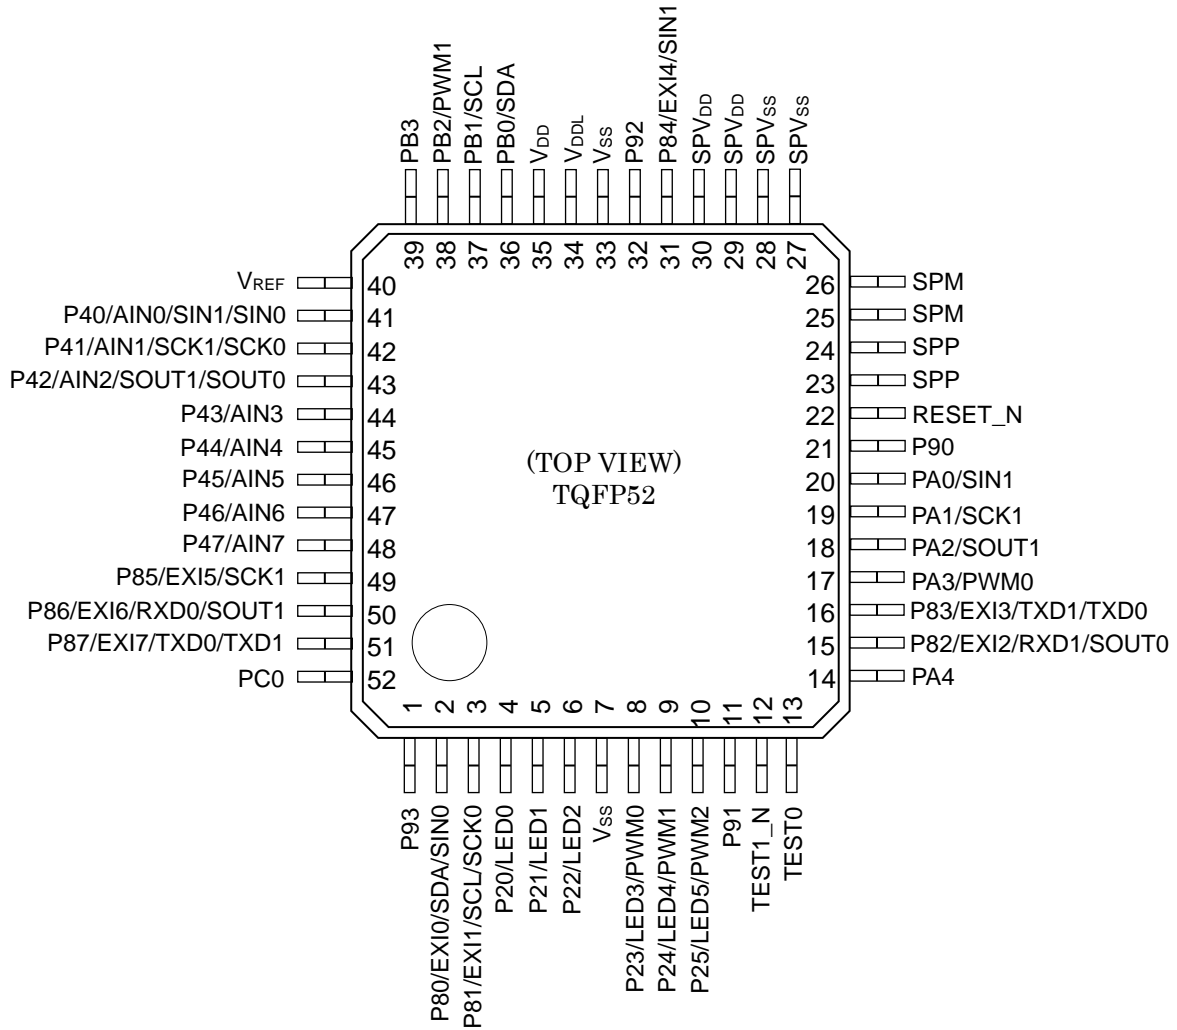 PB3
PB2/PWM1
PB1/SCL
PB0/SDA
VDD
VDDL
VSS
P92
P84/EXI4/SIN1
SPVDD
SPVDD
SPVSS
SPVSS
39
38
37
36
35
34
33
32
31
30
29
28
27
VREF 40
P40/AIN0/SIN1/SIN0 41
P41/AIN1/SCK1/SCK0 42
P42/AIN2/SOUT1/SOUT0 43
P43/AIN3 44
P44/AIN4 45
P45/AIN5 46
P46/AIN6 47
P47/AIN7 48
P85/EXI5/SCK1 49
P86/EXI6/RXD0/SOUT1 50
P87/EXI7/TXD0/TXD1 51
PC0 52
(TOP VIEW)
TQFP52
26 SPM
25 SPM
24 SPP
23 SPP
22 RESET_N
21 P90
20 PA0/SIN1
19 PA1/SCK1
18 PA2/SOUT1
17 PA3/PWM0
16 P83/EXI3/TXD1/TXD0
15 P82/EXI2/RXD1/SOUT0
14 PA4
1
2
3
4
5
6
7
8
9
10
11
12
13
P93
P80/EXI0/SDA/SIN0
P81/EXI1/SCL/SCK0
P20/LED0
P21/LED1
P22/LED2
VSS
P23/LED3/PWM0
P24/LED4/PWM1
P25/LED5/PWM2
P91
TEST1_N
TEST0